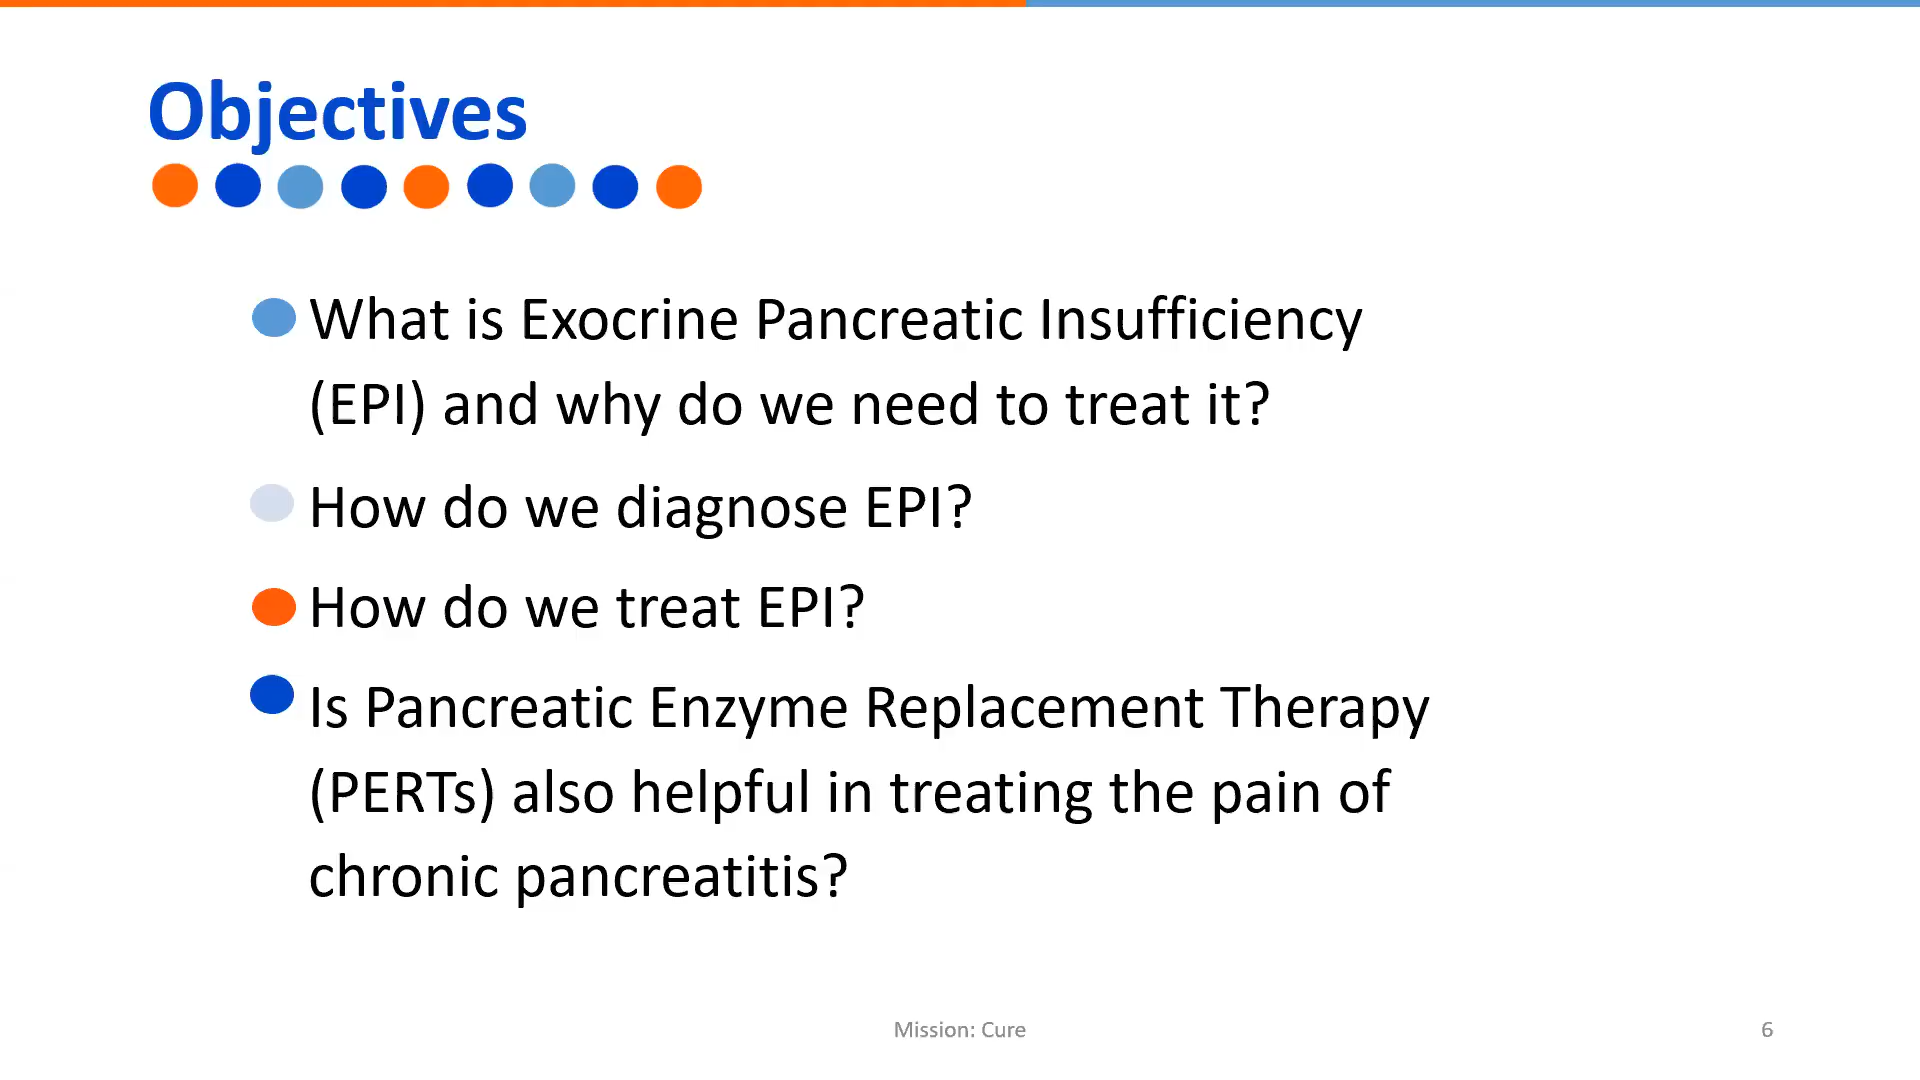 Objectives
What is Exocrine Pancreatic Insufficiency
(EPI) and why do we need to treat it?
How do we diagnose EPI?
How do we treat EPI?
Is Pancreatic Enzyme Replacement Therapy
(PERTs) also helpful in treating the pain of
chronic pancreatitis?
Mission: Cure
6